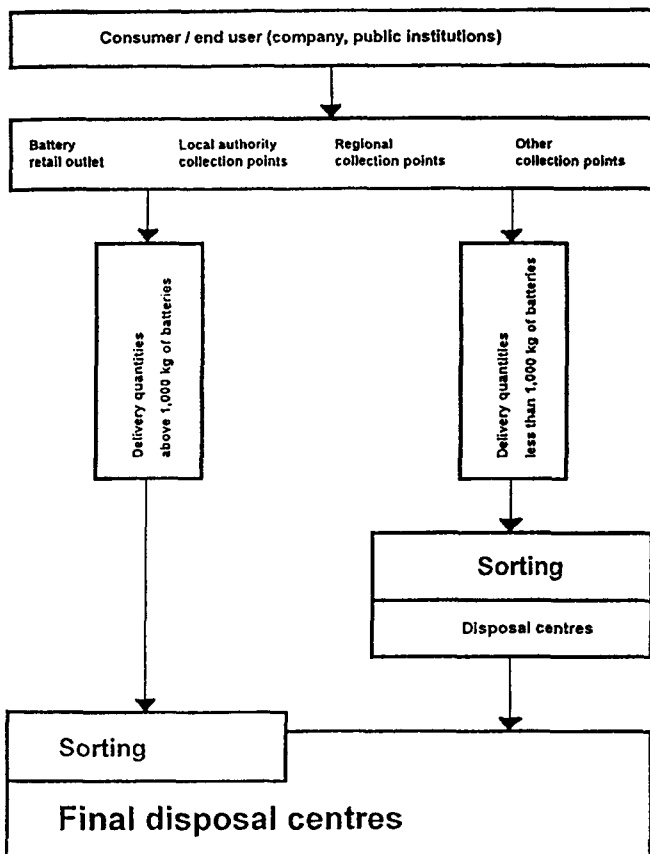 Consumer / end user (company, public institutions)
Battery
retail outlet
Local authority
collection points
Regional
collection points
Other
collection points
Delivery quantities
above 1,000 kg of batteries
Delivery quantities
less than 1,000 kg of batteries
Sorting
Disposal centres
Sorting
Final disposal centres